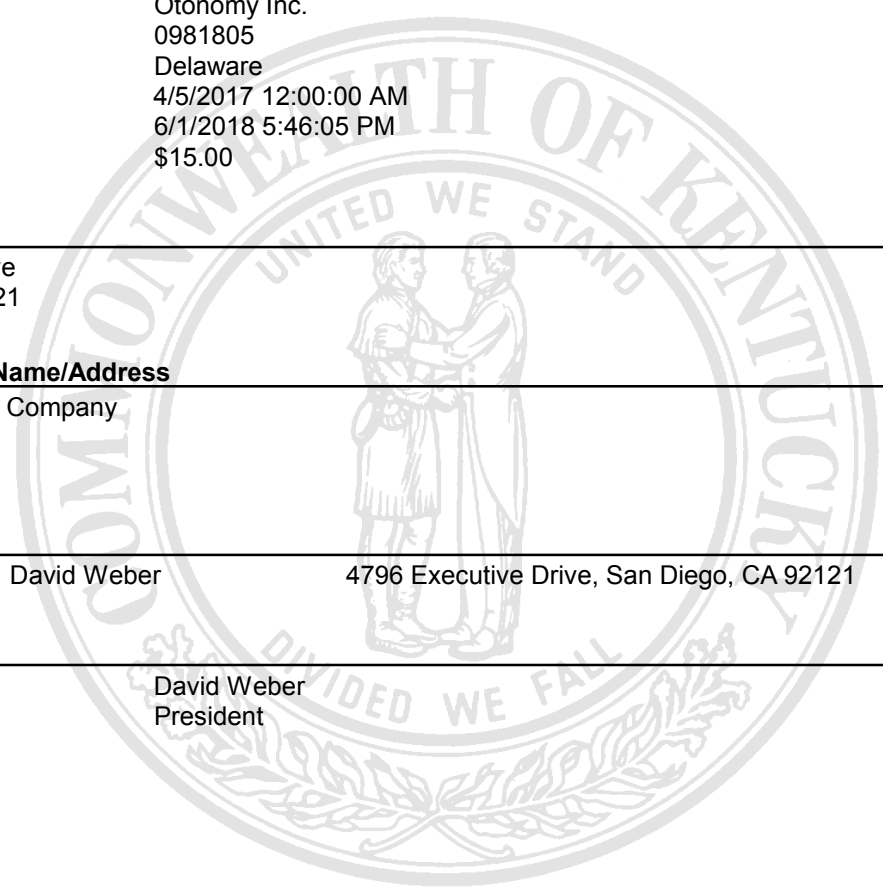 Otonomy Inc.
0981805
Delaware
4/5/2017 12:00:00 AM
6/1/2018 5:46:05 PM
$15.00
COMMONWEALTH OF KENTUCKY
UNITED WE STAND
21
Name/Address
Company
David Weber 4796 Executive Drive, San Diego, CA 92121
David Weber
President
DIVIDED WE FALL